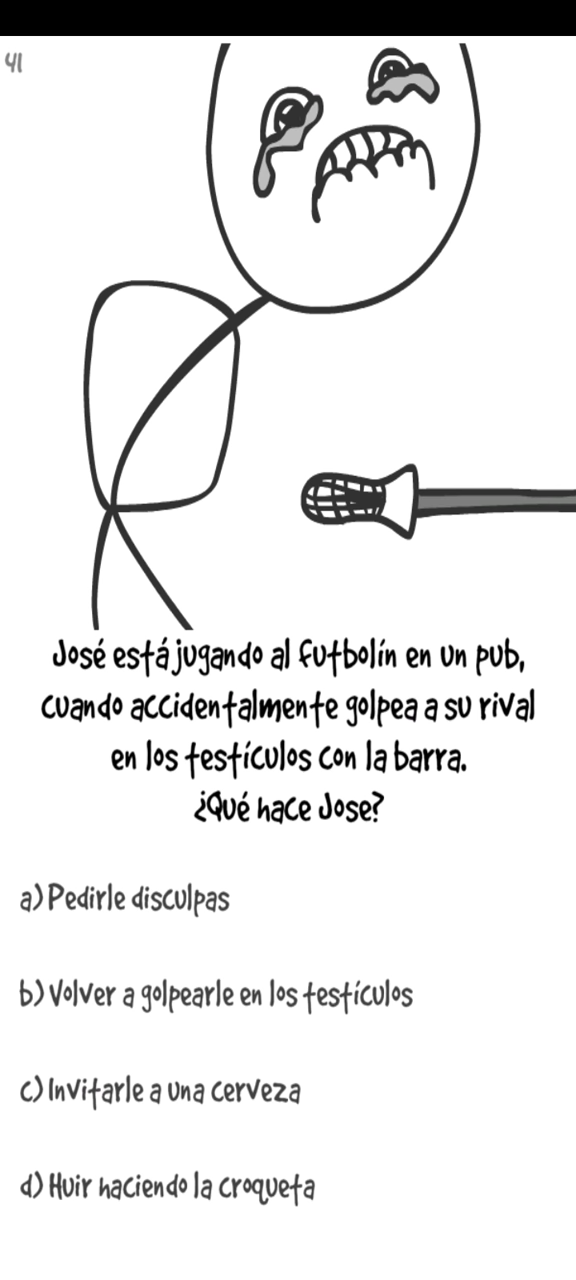 41
José está jugando al futbolín en un pub,
cuando accidentalmente golpea a su rival
en los testículos con la barra.
¿Qué hace Jose?
a) Pedirle disculpas
b) Volver a golpearle en los testículos
c) Invitarle a una cerveza
d) Huir haciendo la croqueta